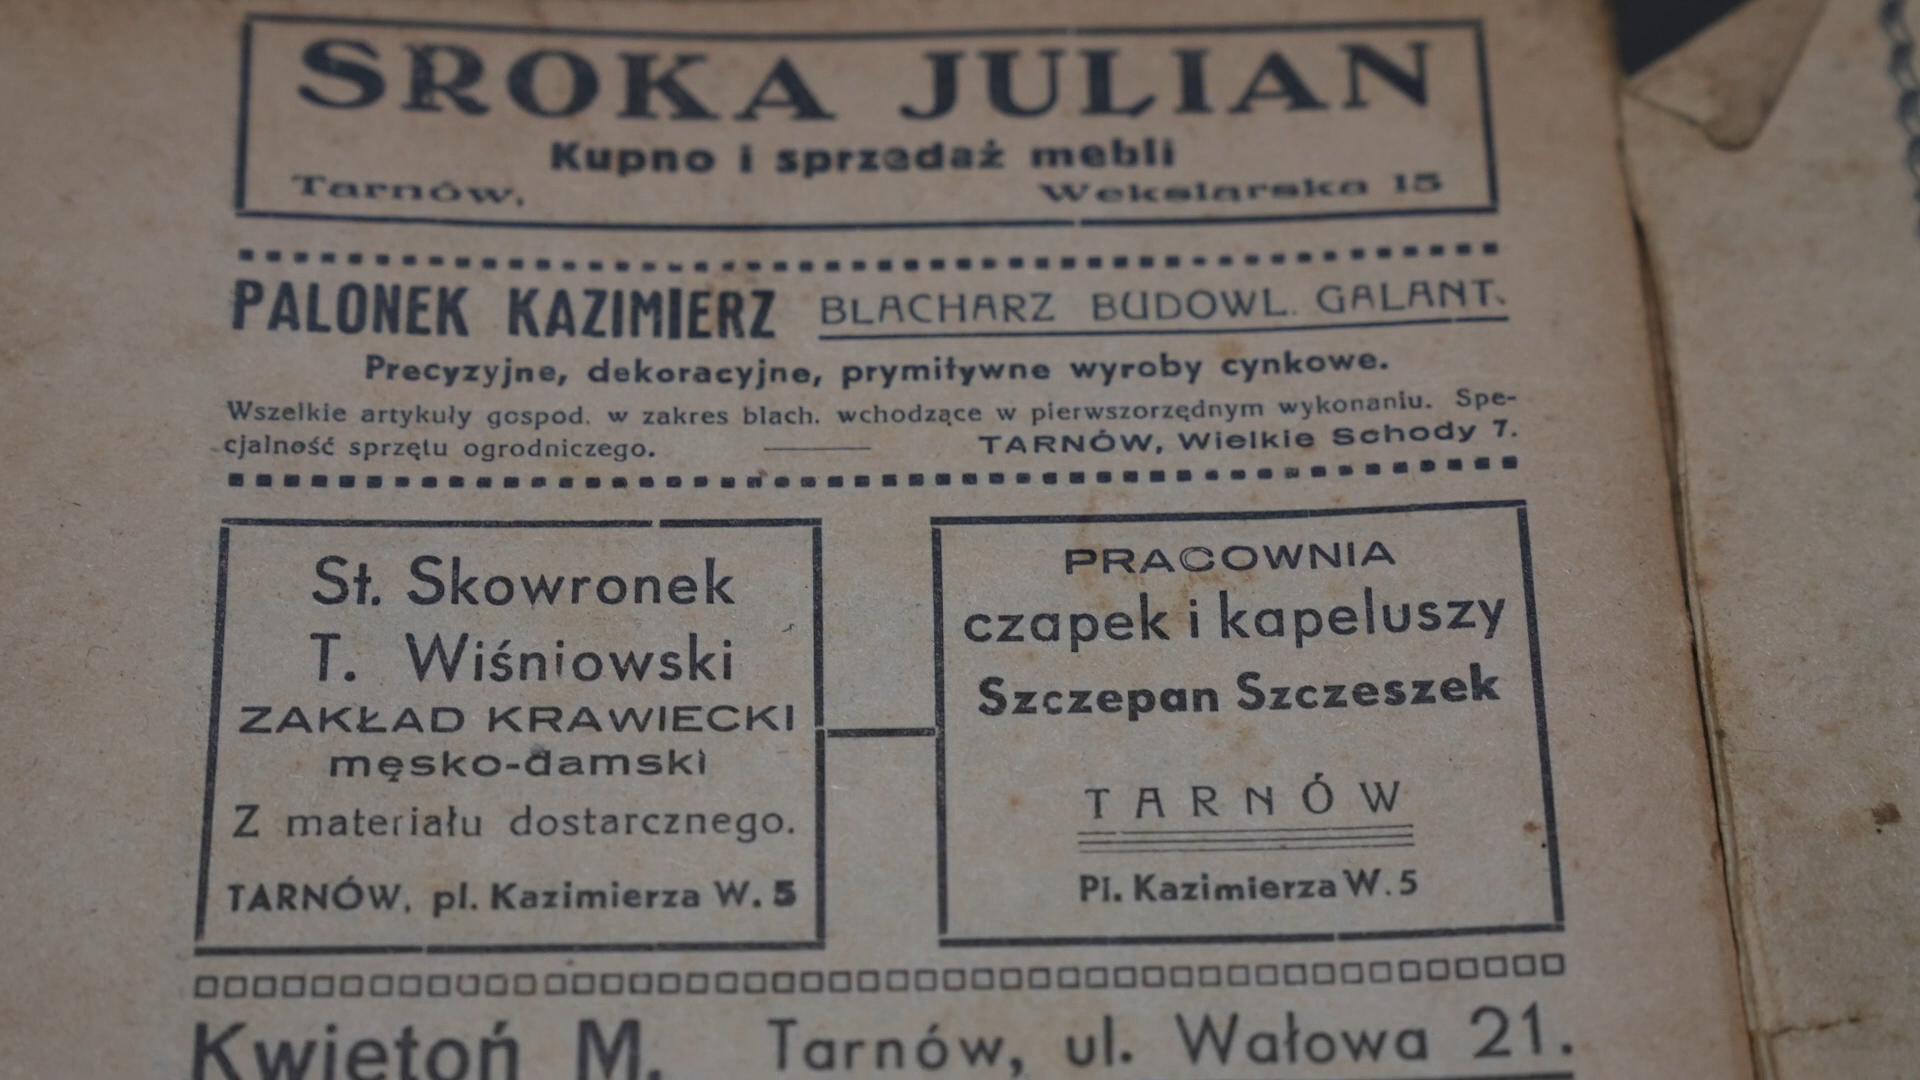 SROKA JULIAN
Kupno i sprzedaż mebli
Tarnów, Wekslarska 15
PALONEK KAZIMIERZ BLACHARZ BUDOWL. GALANT.
Precyzyjne, dekoracyjne, prymitywne wyroby cynkowe.
Wszelkie artykuły gospod. w zakres blach. wchodzące w pierwszorzędnym wykonaniu. Spe-
cjalność sprzętu ogrodniczego. TARNÓW, Wielkie Schody 7.
St. Skowronek
T. Wiśniowski
ZAKŁAD KRAWIECKI
męsko-damski
Z materiału dostarcznego.
TARNÓW, pl. Kazimierza W. 5
PRACOWNIA
czapek i kapeluszy
Szczepan Szczeszek
TARNÓW
Pl. Kazimierza W. 5
Kwietoń M. Tarnów, ul. Wałowa 21.